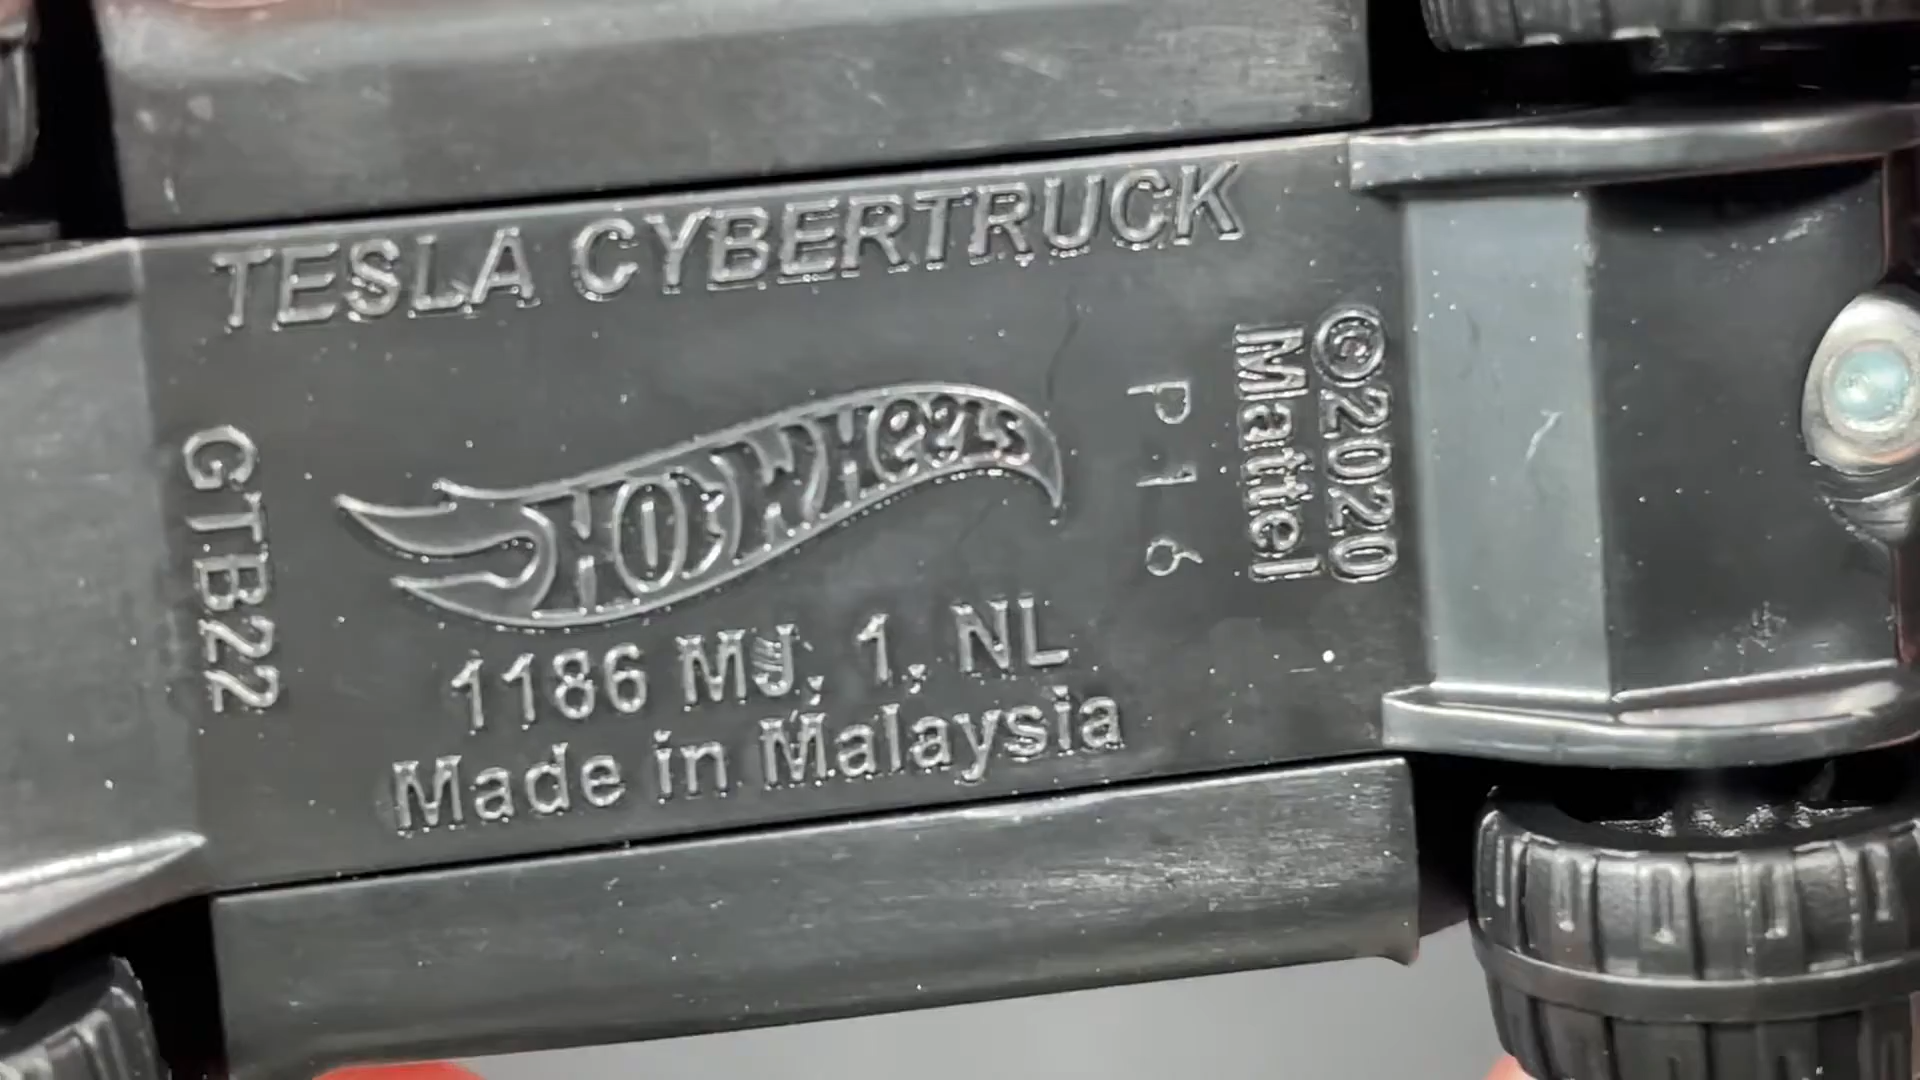 TESLA CYBERTRUCK
GTB22
HOT WHeeLs
P16
©2020
Mattel
1186 MJ, 1, NL
Made in Malaysia